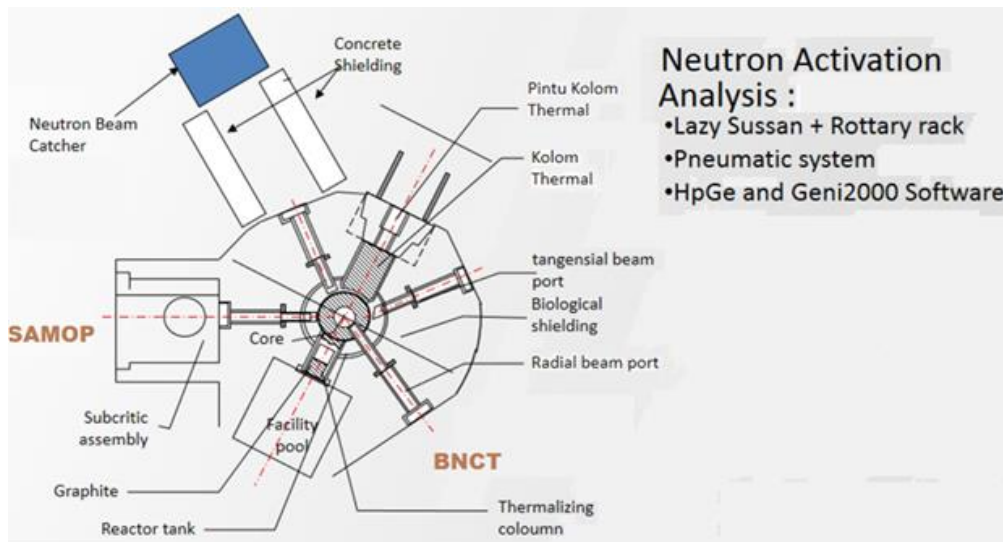 Concrete
Shielding
Neutron Beam
Catcher
Pintu Kolom
Thermal
Kolom
Thermal
tangensial beam
port
Biological
shielding
Radial beam port
SAMOP
Core
Subcritic
assembly
Facility
pool
BNCT
Graphite
Reactor tank
Thermalizing
coloumn
Neutron Activation
Analysis :
•Lazy Sussan + Rottary rack
•Pneumatic system
•HpGe and Geni2000 Software